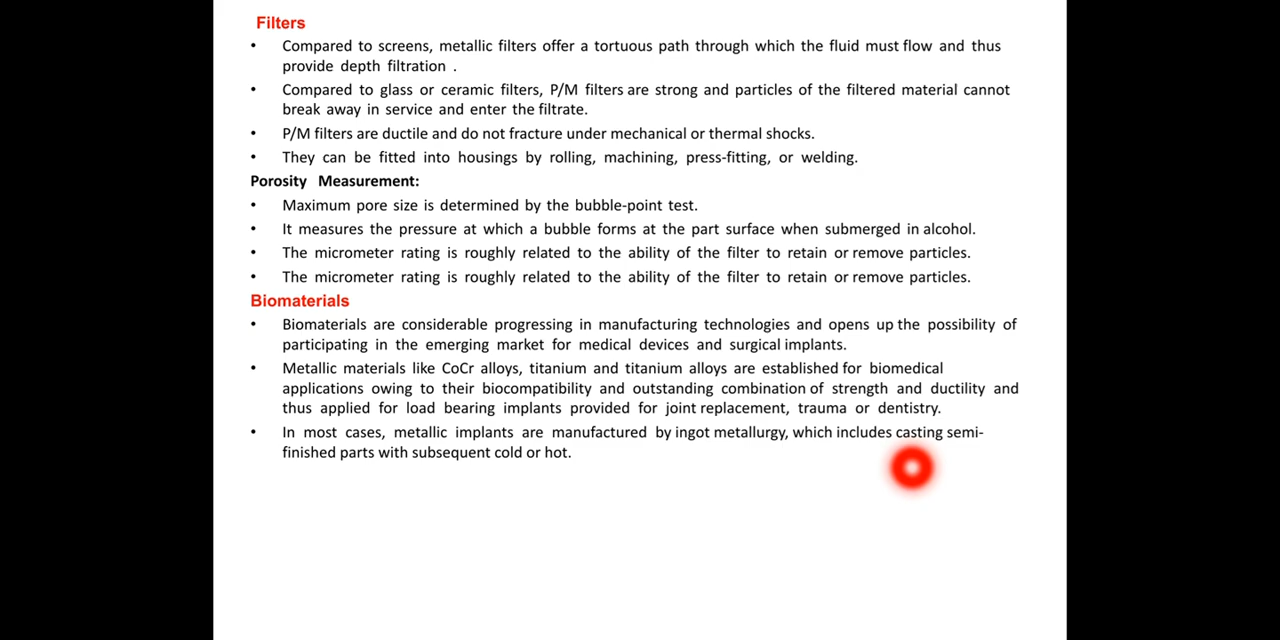 Filters
• Compared to screens, metallic filters offer a tortuous path through which the fluid must flow and thus
provide depth filtration .
• Compared to glass or ceramic filters, P/M filters are strong and particles of the filtered material cannot
break away in service and enter the filtrate.
• P/M filters are ductile and do not fracture under mechanical or thermal shocks.
• They can be fitted into housings by rolling, machining, press-fitting, or welding.
Porosity Measurement:
• Maximum pore size is determined by the bubble-point test.
• It measures the pressure at which a bubble forms at the part surface when submerged in alcohol.
• The micrometer rating is roughly related to the ability of the filter to retain or remove particles.
• The micrometer rating is roughly related to the ability of the filter to retain or remove particles.
Biomaterials
• Biomaterials are considerable progressing in manufacturing technologies and opens up the possibility of
participating in the emerging market for medical devices and surgical implants.
• Metallic materials like CoCr alloys, titanium and titanium alloys are established for biomedical
applications owing to their biocompatibility and outstanding combination of strength and ductility and
thus applied for load bearing implants provided for joint replacement, trauma or dentistry.
• In most cases, metallic implants are manufactured by ingot metallurgy, which includes casting semi-
finished parts with subsequent cold or hot.